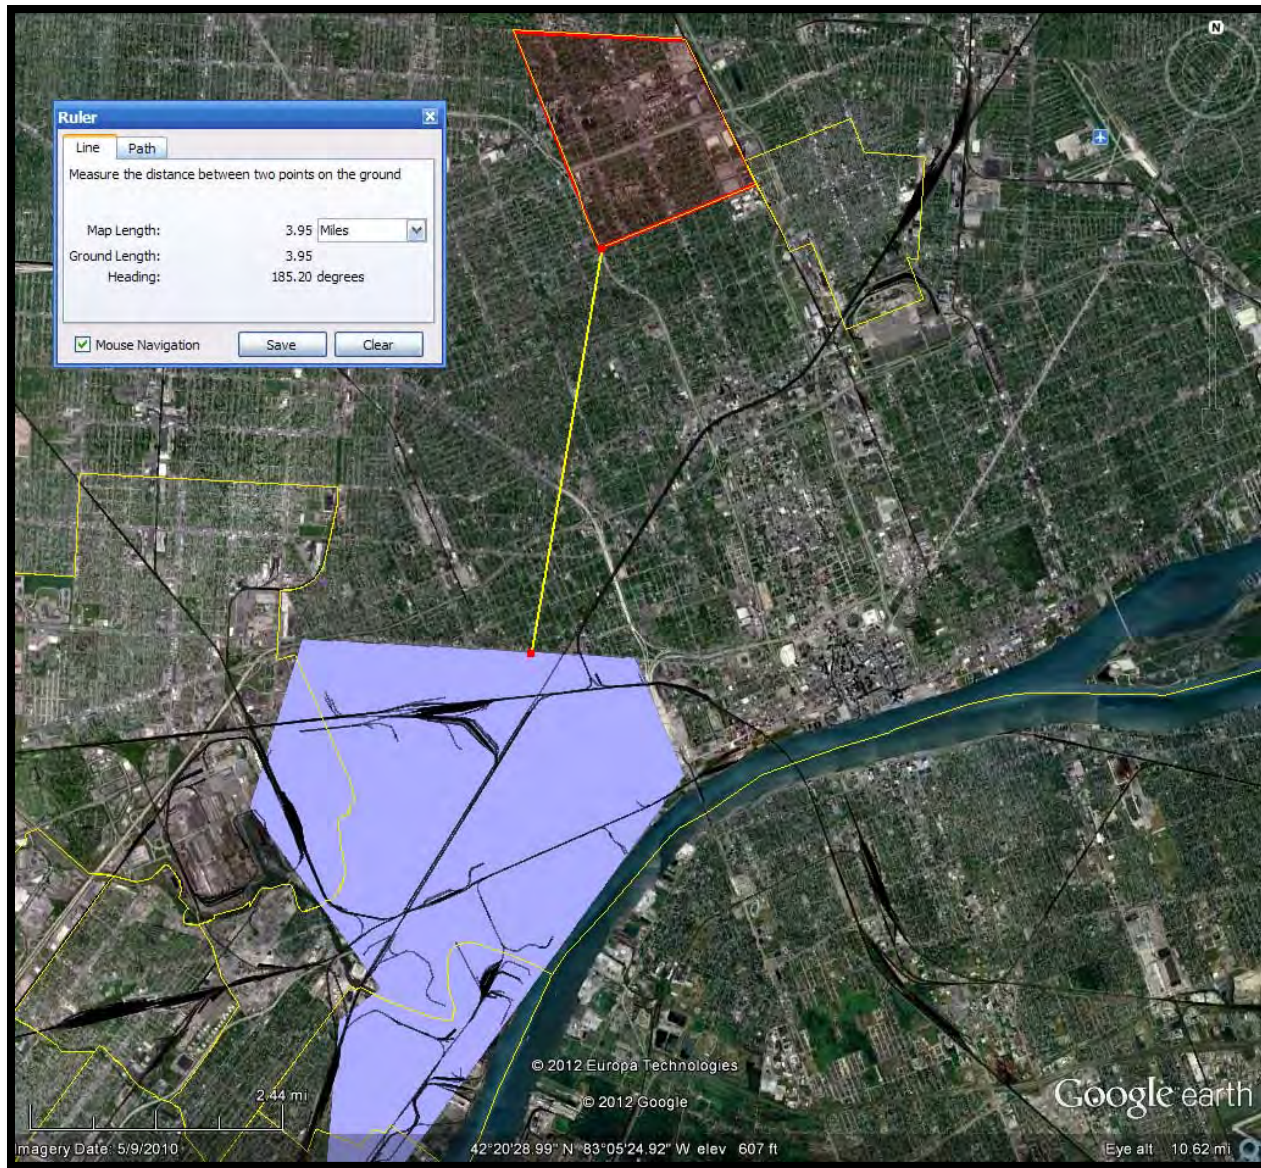 N
Ruler
Line Path
Measure the distance between two points on the ground
Map Length: 3.95 Miles
Ground Length: 3.95
Heading: 185.20 degrees
Mouse Navigation Save Clear
© 2012 Europa Technologies
© 2012 Google
Google earth
2.44 mi
Imagery Date: 5/9/2010 42°20'28.99" N 83°05'24.92" W elev 607 ft Eye alt 10.62 mi